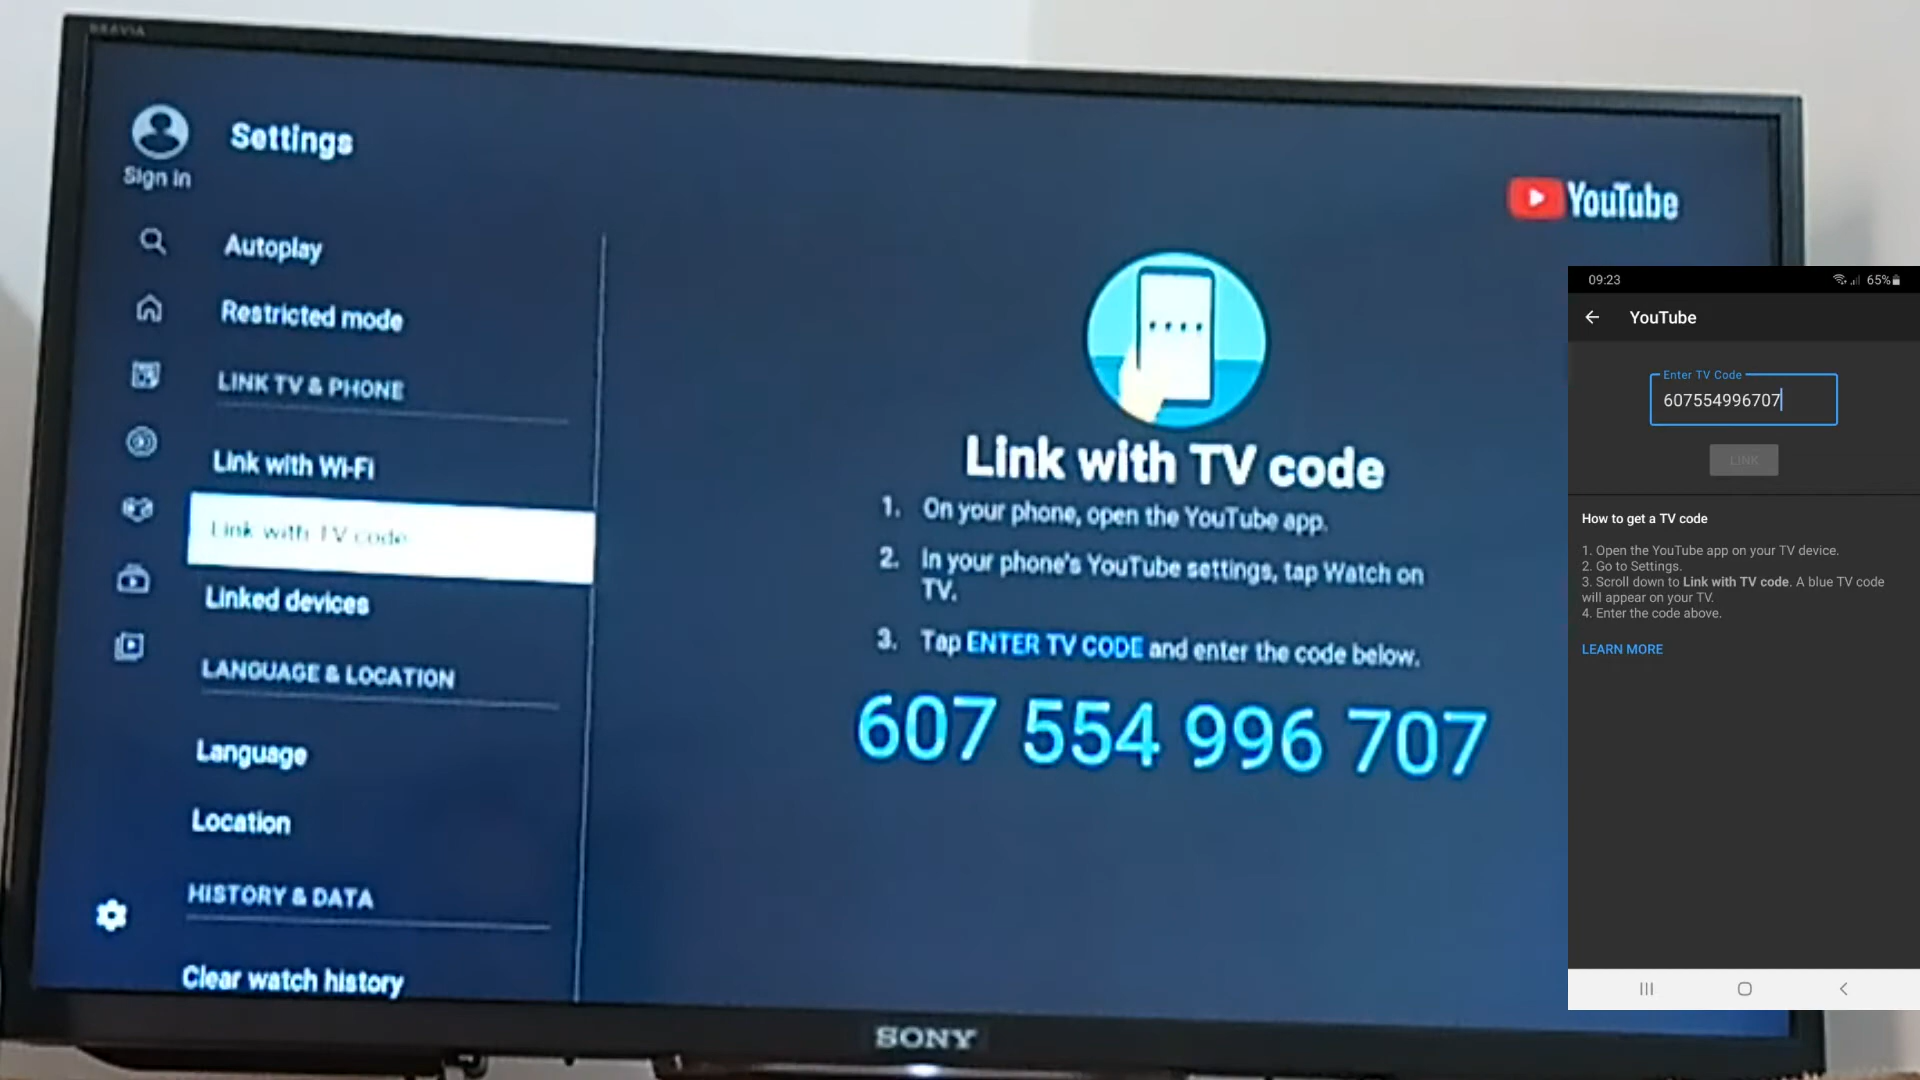 BRAVIA
Settings
Sign in
YouTube
Autoplay
Restricted mode
LINK TV & PHONE
Link with Wi-Fi
Link with TV code
Linked devices
LANGUAGE & LOCATION
Language
Location
HISTORY & DATA
Clear watch history
Link with TV code
1. On your phone, open the YouTube app.
2. In your phone's YouTube settings, tap Watch on
TV.
3. Tap ENTER TV CODE and enter the code below.
607 554 996 707
SONY
09:23
65%
YouTube
Enter TV Code
607554996707
LINK
How to get a TV code
1. Open the YouTube app on your TV device.
2. Go to Settings.
3. Scroll down to Link with TV code. A blue TV code
will appear on your TV.
4. Enter the code above.
LEARN MORE